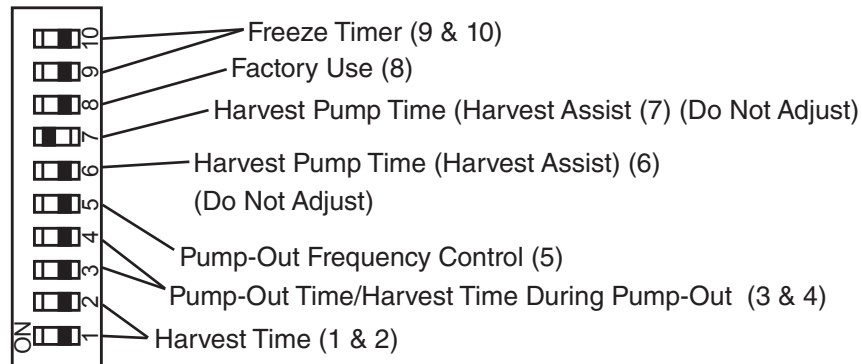 10 Freeze Timer (9 & 10)
9
8 Factory Use (8)
7 Harvest Pump Time (Harvest Assist (7) (Do Not Adjust)
6 Harvest Pump Time (Harvest Assist) (6)
(Do Not Adjust)
5 Pump-Out Frequency Control (5)
4
3 Pump-Out Time/Harvest Time During Pump-Out (3 & 4)
2
1 Harvest Time (1 & 2)
ON